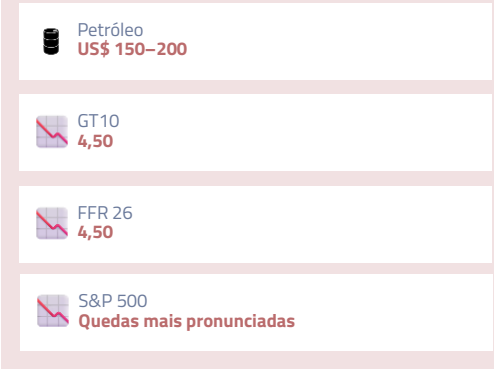 Petróleo
US$ 150–200
GT10
4,50
FFR 26
4,50
S&P 500
Quedas mais pronunciadas